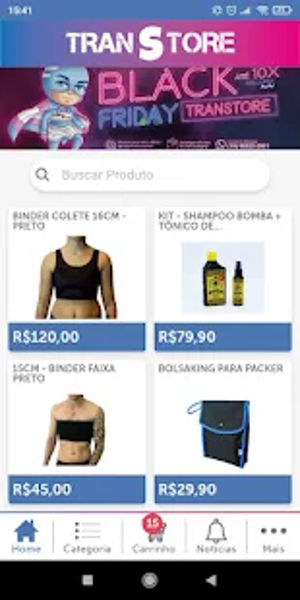 15:41
TRANSTORE
BLACK ATÉ 10X
FRIDAY TRANSTORE
Buscar Produto
BINDER COLETE 16CM -
PRETO
R$120,00
KIT - SHAMPOO BOMBA +
TÔNICO DE...
R$79,90
15CM - BINDER FAIXA
PRETO
R$45,00
BOLSAKING PARA PACKER
R$29,90
15
Home Categoria Carrinho Notícias Mais